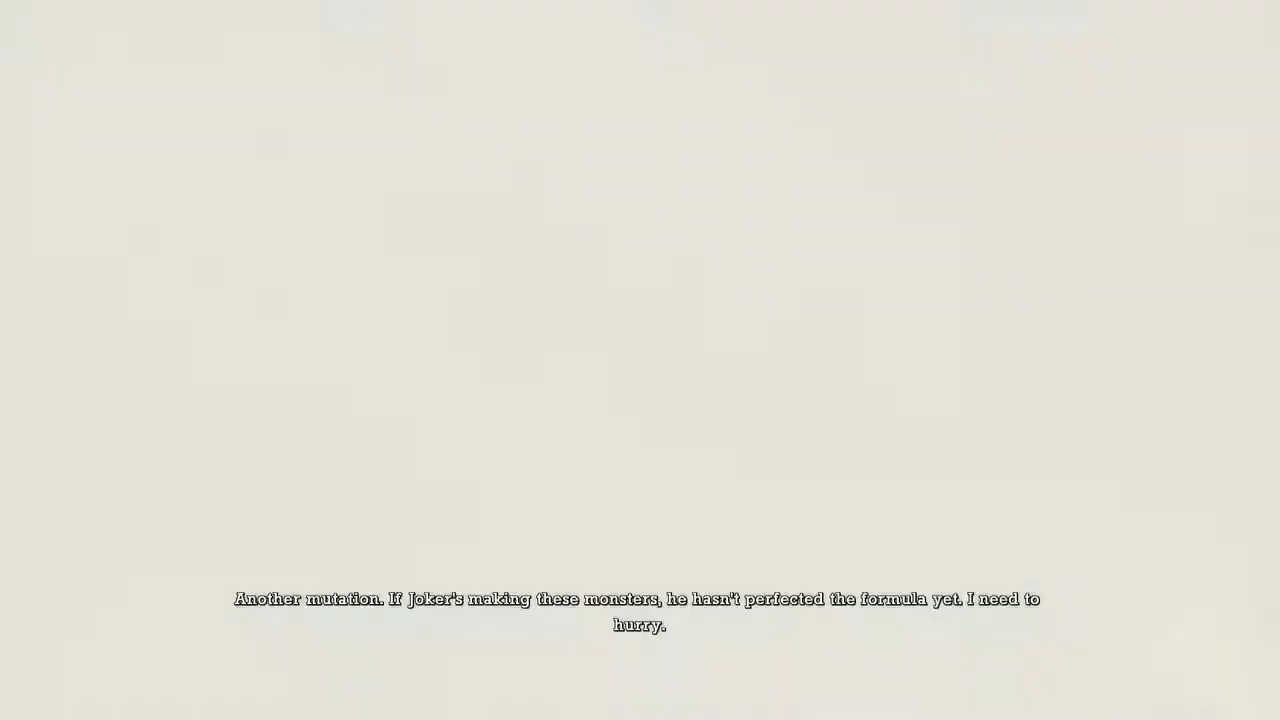 Another mutation. If Joker's making these monsters, he hasn't perfected the formula yet. I need to
hurry.